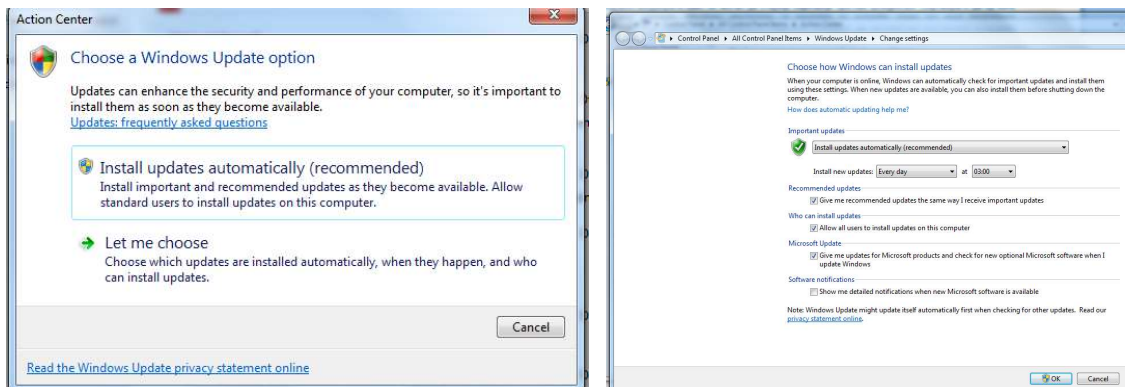 Action Center
Choose a Windows Update option
Updates can enhance the security and performance of your computer, so it's important to
install them as soon as they become available.
Updates: frequently asked questions
Install updates automatically (recommended)
Install important and recommended updates as they become available. Allow
standard users to install updates on this computer.
Let me choose
Choose which updates are installed automatically, when they happen, and who
can install updates.
Cancel
Read the Windows Update privacy statement online
Control Panel ▸ All Control Panel Items ▸ Windows Update ▸ Change settings
Choose how Windows can install updates
When your computer is online, Windows can automatically check for important updates and install them
using these settings. When new updates are available, you can also install them before shutting down the
computer.
How does automatic updating help me?
Important updates
Install updates automatically (recommended)
Install new updates: Every day at 03:00
Recommended updates
Give me recommended updates the same way I receive important updates
Who can install updates
Allow all users to install updates on this computer
Microsoft Update
Give me updates for Microsoft products and check for new optional Microsoft software when I
update Windows
Software notifications
Show me detailed notifications when new Microsoft software is available
Note: Windows Update might update itself automatically first when checking for other updates. Read our
privacy statement online.
OK Cancel